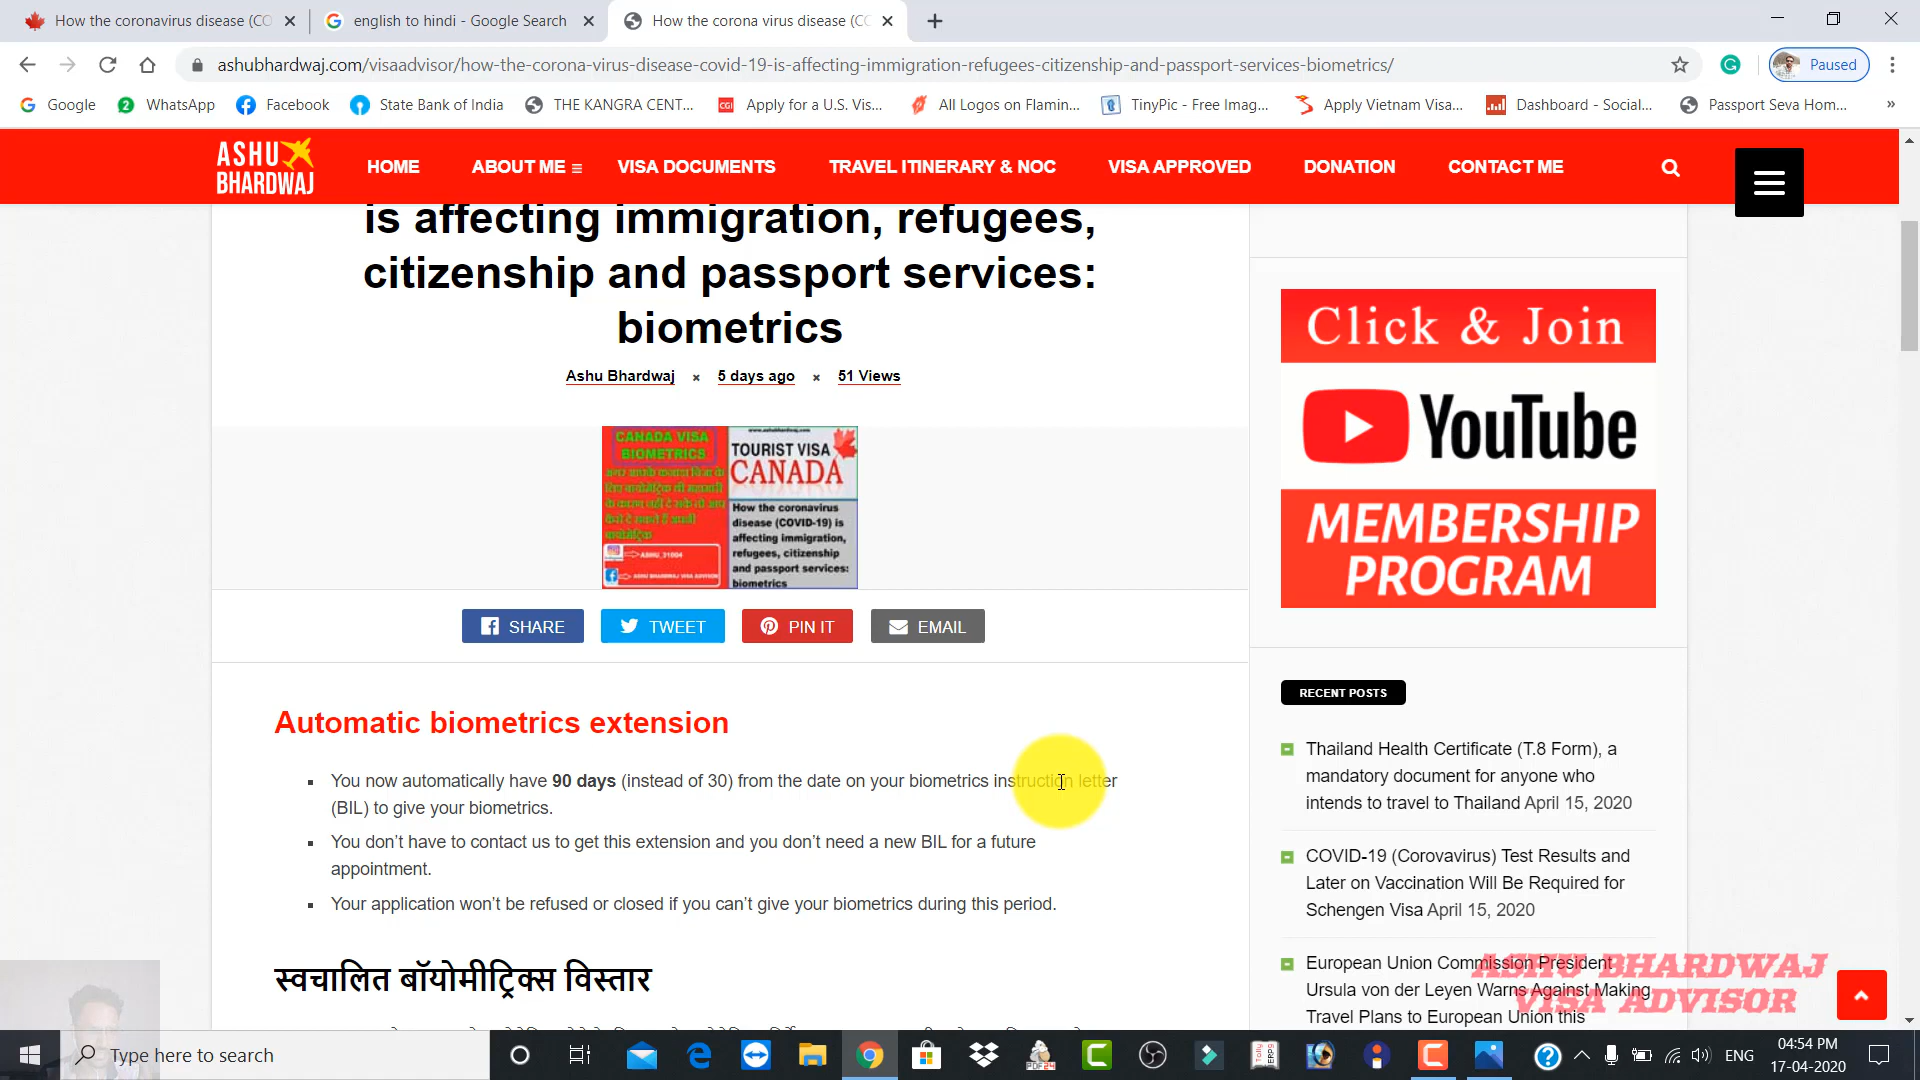 How the coronavirus disease (CO
english to hindi - Google Search
How the corona virus disease (CC
ashubhardwaj.com/visaadvisor/how-the-corona-virus-disease-covid-19-is-affecting-immigration-refugees-citizenship-and-passport-services-biometrics/
Paused
Google
WhatsApp
Facebook
State Bank of India
THE KANGRA CENT...
Apply for a U.S. Vis...
All Logos on Flamin...
TinyPic - Free Imag...
Apply Vietnam Visa...
Dashboard - Social...
Passport Seva Hom...
ASHU
BHARDWAJ
HOME
ABOUT ME
VISA DOCUMENTS
TRAVEL ITINERARY & NOC
VISA APPROVED
DONATION
CONTACT ME
is affecting immigration, refugees,
citizenship and passport services:
biometrics
Ashu Bhardwaj × 5 days ago × 51 Views
CANADA VISA
BIOMETRICS
www.ashubhardwaj.com
TOURIST VISA
CANADA
How the coronavirus
disease (COVID-19) is
affecting immigration,
refugees, citizenship
and passport services:
biometrics
ASHU_31004
ASHU BHARDWAJ VISA ADVISOR
SHARE
TWEET
PIN IT
EMAIL
Automatic biometrics extension
You now automatically have 90 days (instead of 30) from the date on your biometrics instruction letter
(BIL) to give your biometrics.
You don’t have to contact us to get this extension and you don’t need a new BIL for a future
appointment.
Your application won’t be refused or closed if you can’t give your biometrics during this period.
स्वचालित बॉयोमीट्रिक्स विस्तार
Click & Join
YouTube
MEMBERSHIP
PROGRAM
RECENT POSTS
Thailand Health Certificate (T.8 Form), a
mandatory document for anyone who
intends to travel to Thailand April 15, 2020
COVID-19 (Corovavirus) Test Results and
Later on Vaccination Will Be Required for
Schengen Visa April 15, 2020
European Union Commission President
Ursula von der Leyen Warns Against Making
Travel Plans to European Union this
ASHU BHARDWAJ
VISA ADVISOR
Type here to search
ENG
04:54 PM
17-04-2020